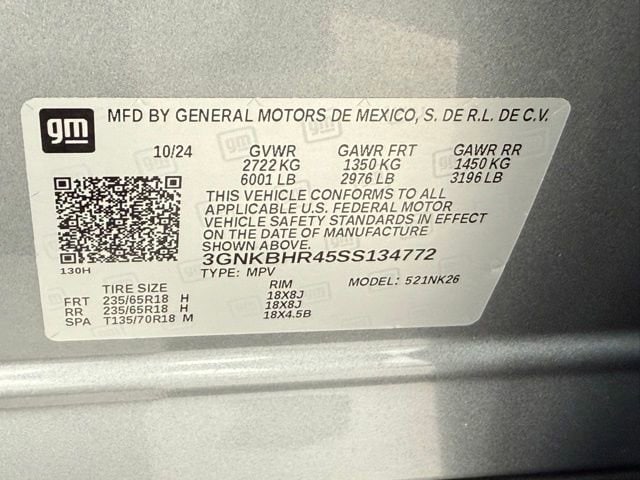 gm
MFD BY GENERAL MOTORS DE MEXICO, S. DE R.L. DE C.V.
10/24 GVWR GAWR FRT GAWR RR
2722 KG 1350 KG 1450 KG
6001 LB 2976 LB 3196 LB
THIS VEHICLE CONFORMS TO ALL
APPLICABLE U.S. FEDERAL MOTOR
VEHICLE SAFETY STANDARDS IN EFFECT
ON THE DATE OF MANUFACTURE
SHOWN ABOVE.
130H
3GNKBHR45SS134772
TYPE: MPV MODEL: 521NK26
TIRE SIZE RIM
FRT 235/65R18 H 18X8J
RR 235/65R18 H 18X8J
SPA T135/70R18 M 18X4.5B